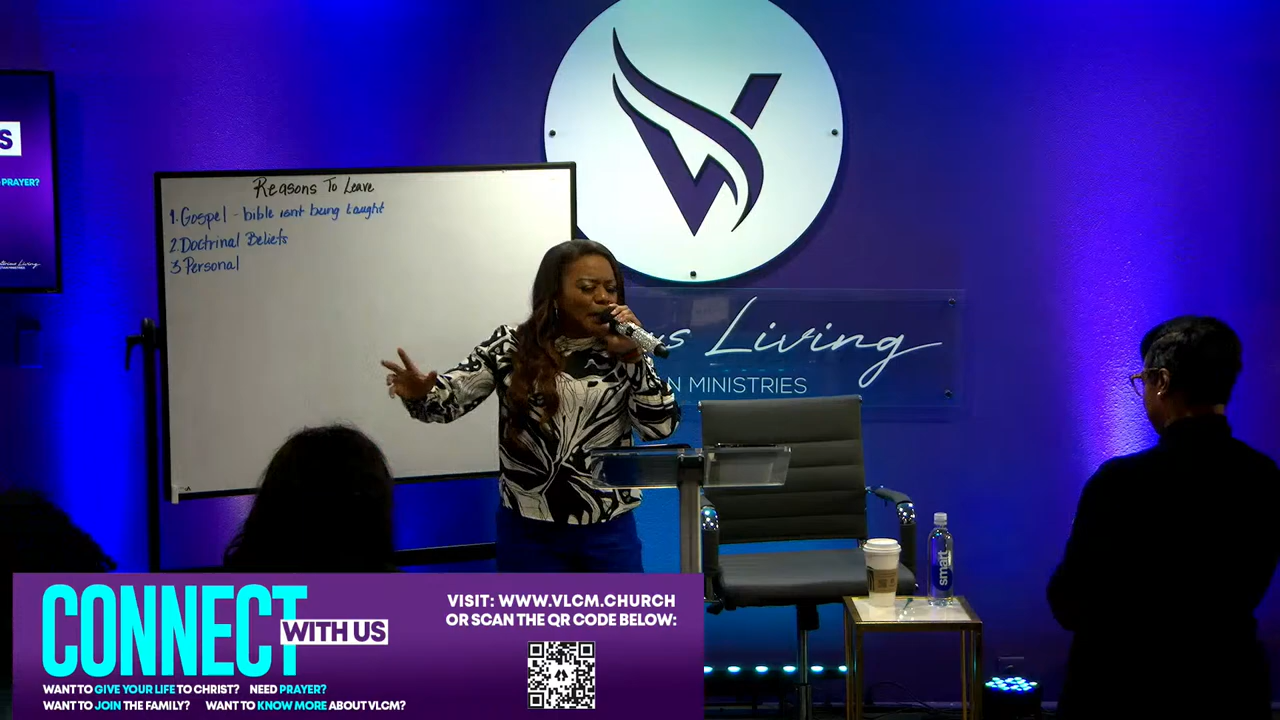 S
PRAYER?
Reasons To Leave
1. Gospel - bible isnt being taught
2. Doctrinal Beliefs
3 Personal
us Living
N MINISTRIES
smart
CONNECT
WITH US
WANT TO GIVE YOUR LIFE TO CHRIST? NEED PRAYER?
WANT TO JOIN THE FAMILY? WANT TO KNOW MORE ABOUT VLCM?
VISIT: WWW.VLCM.CHURCH
OR SCAN THE QR CODE BELOW: